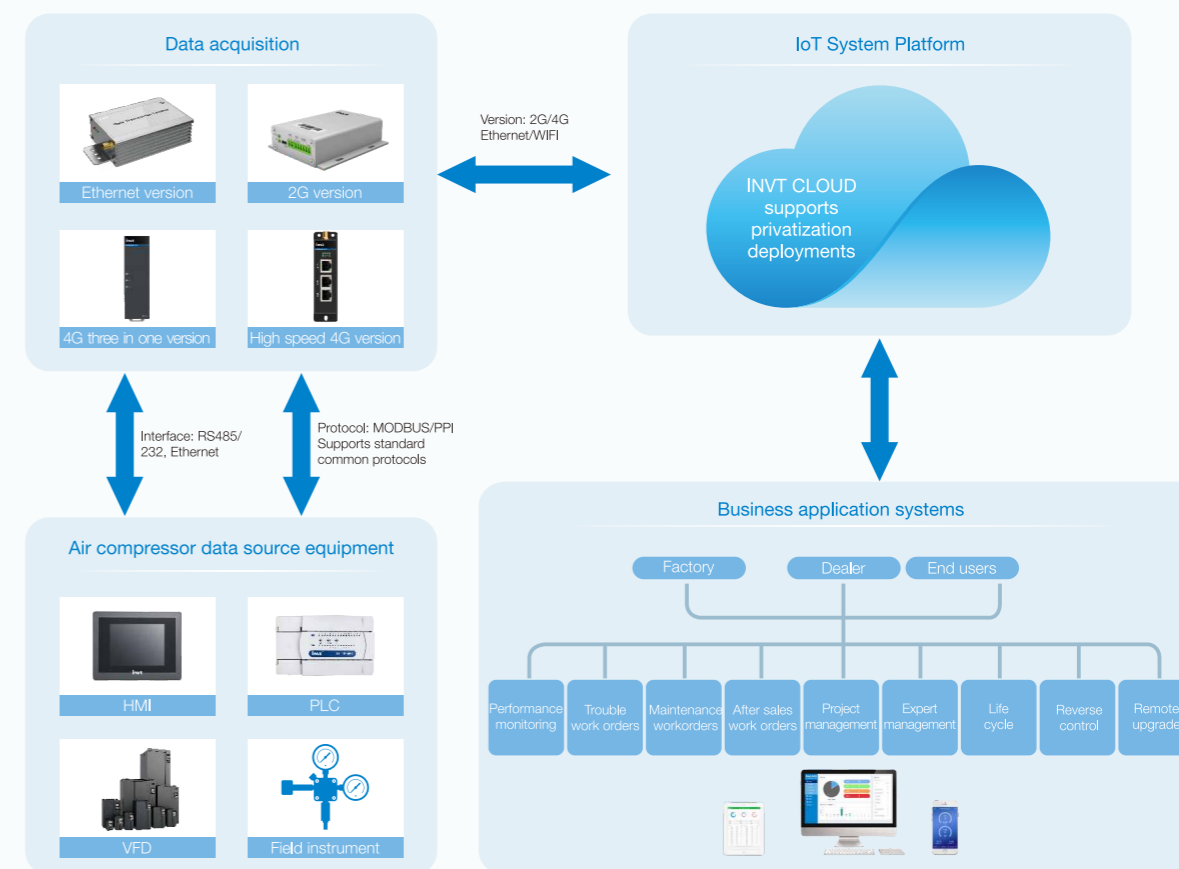 Data acquisition
Ethernet version
2G version
4G three in one version
High speed 4G version
Version: 2G/4G
Ethernet/WIFI
IoT System Platform
INVT CLOUD
supports
privatization
deployments
Interface: RS485/
232, Ethernet
Protocol: MODBUS/PPI
Supports standard
common protocols
Air compressor data source equipment
HMI
PLC
VFD
Field instrument
Business application systems
Factory
Dealer
End users
Performance
monitoring
Trouble
work orders
Maintenance
workorders
After sales
work orders
Project
management
Expert
management
Life
cycle
Reverse
control
Remote
upgrade